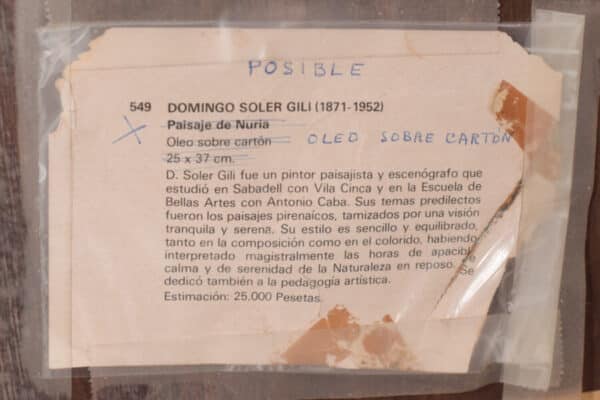 POSIBLE
549 DOMINGO SOLER GILI (1871-1952)
X Paisaje de Nuria
Oleo sobre cartón OLEO SOBRE CARTÓN
25 x 37 cm.
D. Soler Gili fue un pintor paisajista y escenógrafo que
estudió en Sabadell con Vila Cinca y en la Escuela de
Bellas Artes con Antonio Caba. Sus temas predilectos
fueron los paisajes pirenaicos, tamizados por una visión
tranquila y serena. Su estilo es sencillo y equilibrado,
tanto en la composición como en el colorido, habiendo
interpretado magistralmente las horas de apacible
calma y de serenidad de la Naturaleza en reposo. Se
dedicó también a la pedagogía artística.
Estimación: 25.000 Pesetas.